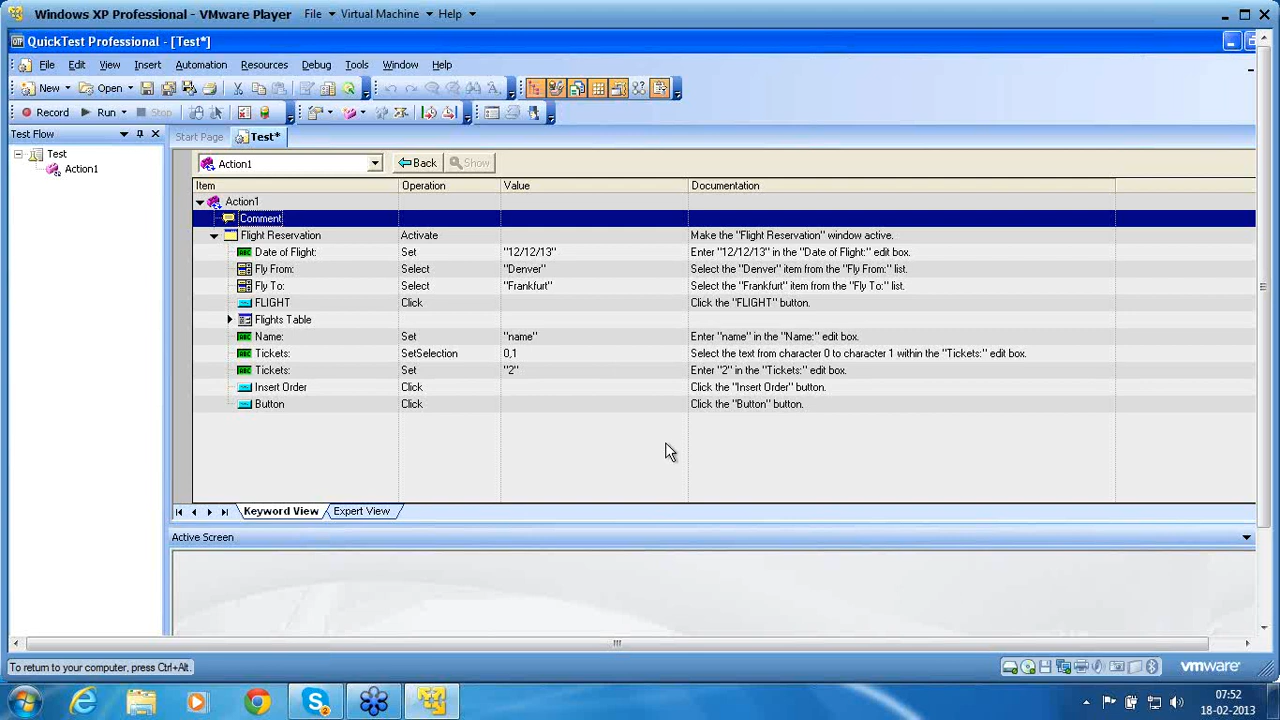 Windows XP Professional - VMware Player File Virtual Machine Help
QuickTest Professional - [Test*]
File Edit View Insert Automation Resources Debug Tools Window Help
New Open
Record Run Stop
Test Flow
Start Page Test*
Test
Action1
Action1 Back Show
Item Operation Value Documentation
Action1
Comment
Flight Reservation Activate Make the "Flight Reservation" window active.
Date of Flight: Set "12/12/13" Enter "12/12/13" in the "Date of Flight:" edit box.
Fly From: Select "Denver" Select the "Denver" item from the "Fly From:" list.
Fly To: Select "Frankfurt" Select the "Frankfurt" item from the "Fly To:" list.
FLIGHT Click Click the "FLIGHT" button.
Flights Table
Name: Set "name" Enter "name" in the "Name:" edit box.
Tickets: SetSelection 0,1 Select the text from character 0 to character 1 within the "Tickets:" edit box.
Tickets: Set "2" Enter "2" in the "Tickets:" edit box.
Insert Order Click Click the "Insert Order" button.
Button Click Click the "Button" button.
Keyword View Expert View
Active Screen
To return to your computer, press Ctrl+Alt.
vmware
07:52
18-02-2013